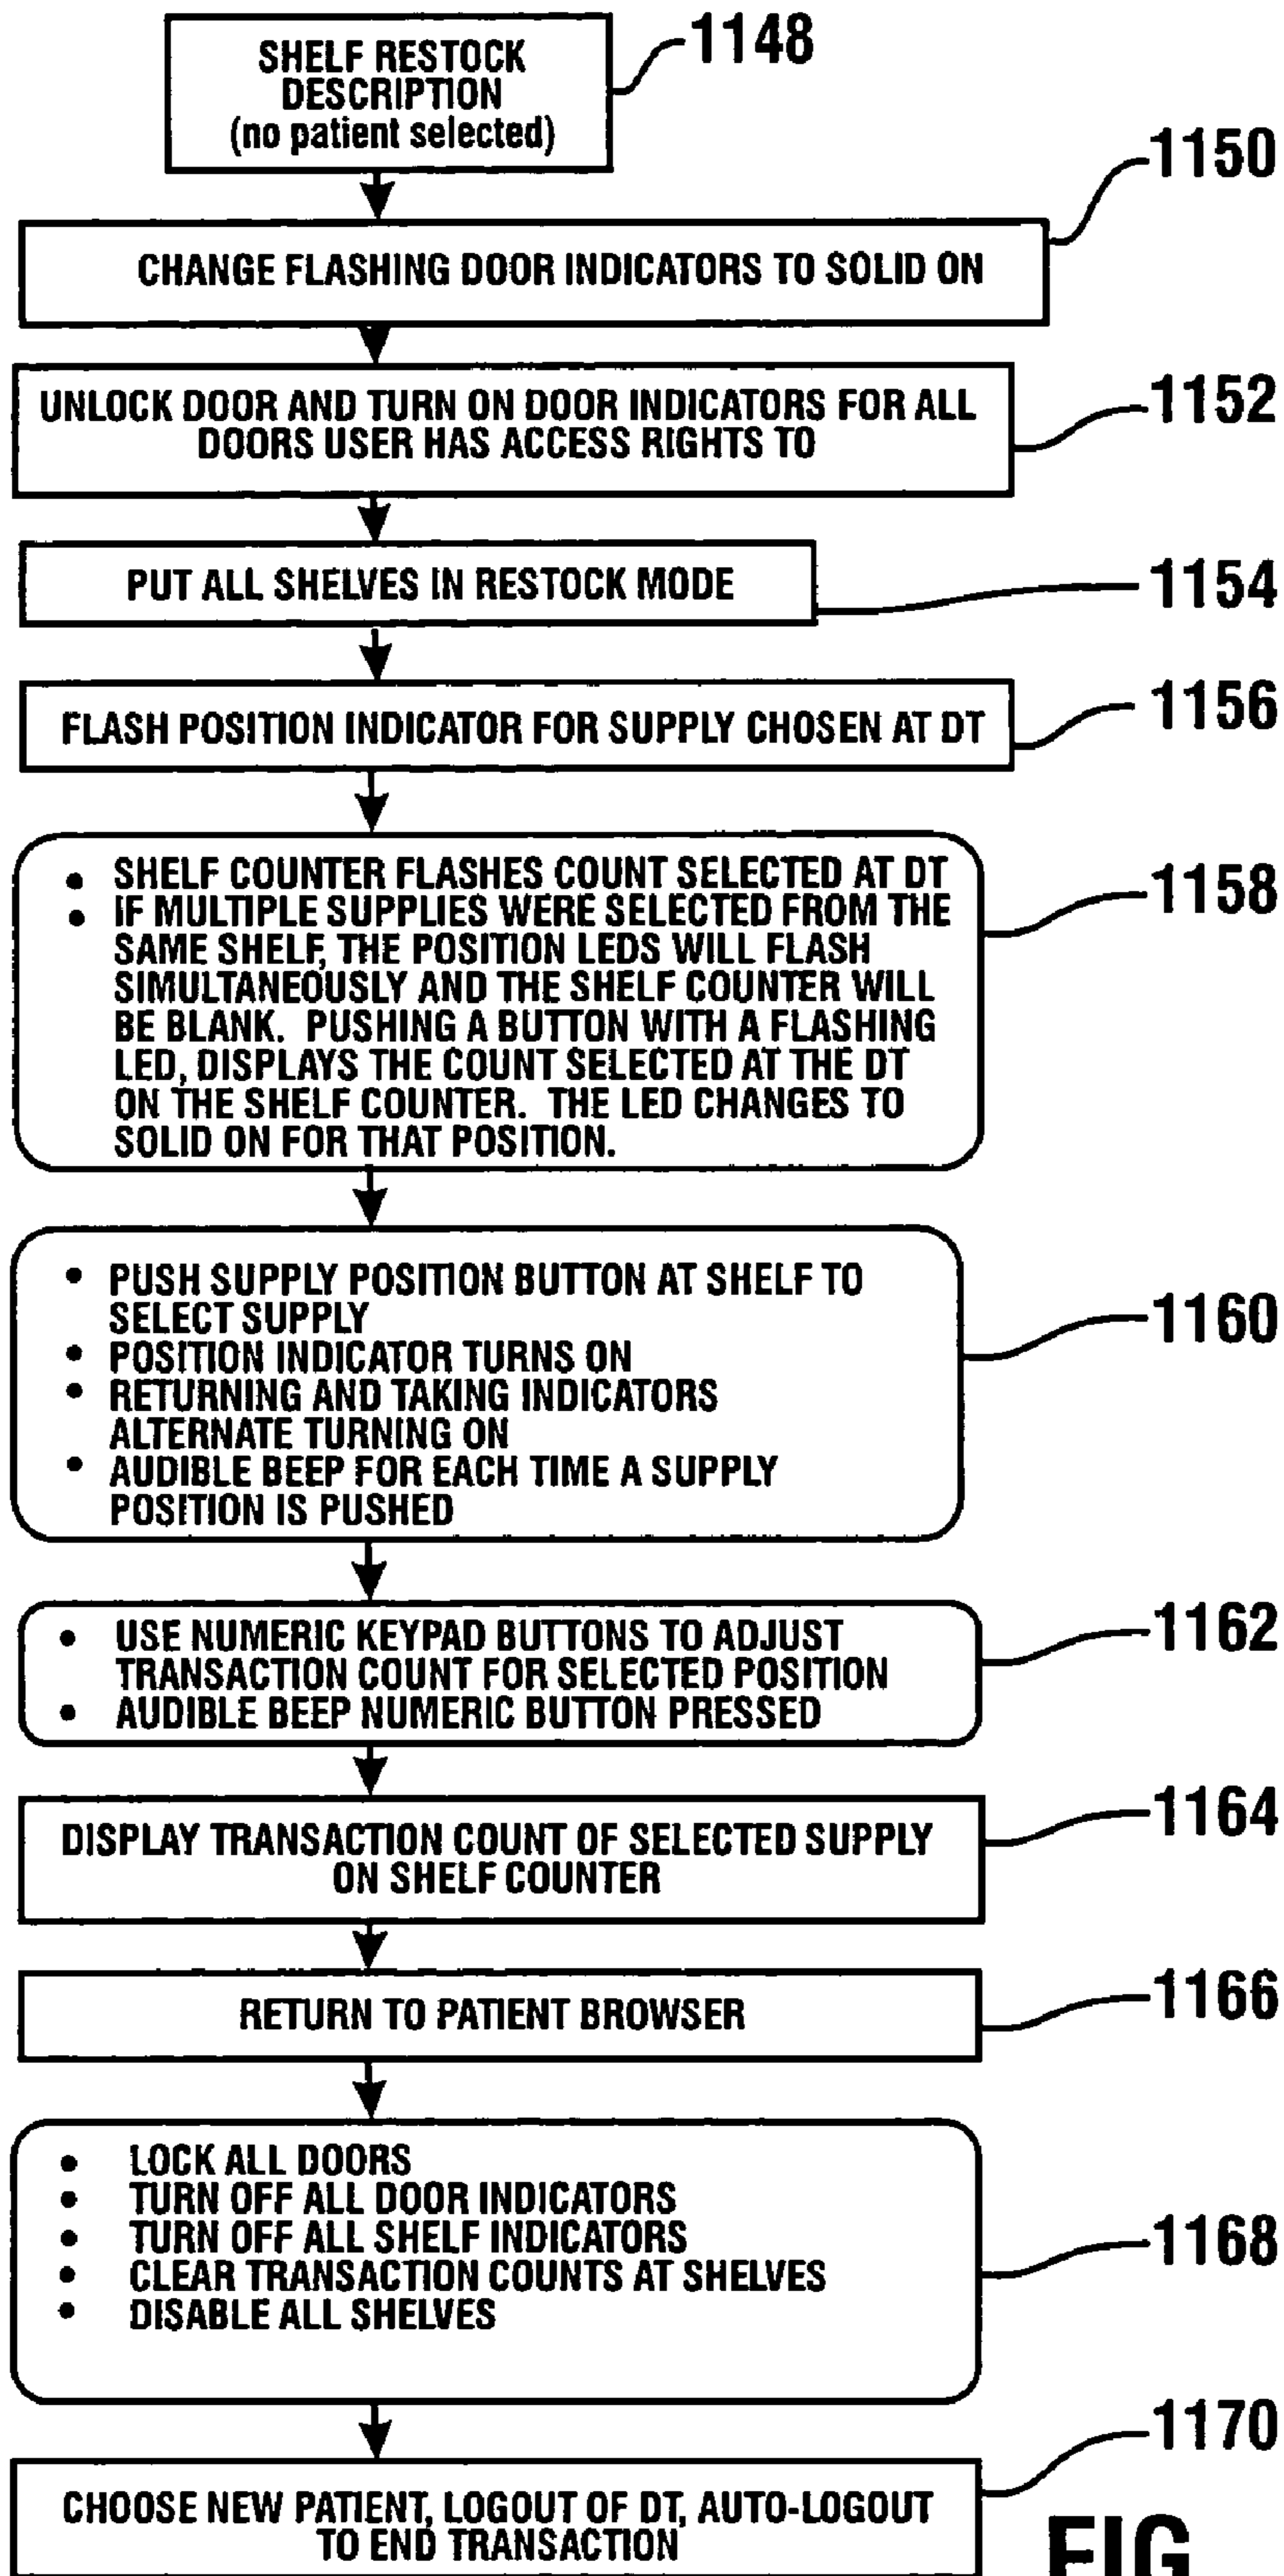 SHELF RESTOCK
DESCRIPTION
(no patient selected)
1148
1150
CHANGE FLASHING DOOR INDICATORS TO SOLID ON
UNLOCK DOOR AND TURN ON DOOR INDICATORS FOR ALL
DOORS USER HAS ACCESS RIGHTS TO
1152
PUT ALL SHELVES IN RESTOCK MODE
1154
FLASH POSITION INDICATOR FOR SUPPLY CHOSEN AT DT
1156
• SHELF COUNTER FLASHES COUNT SELECTED AT DT
• IF MULTIPLE SUPPLIES WERE SELECTED FROM THE
SAME SHELF, THE POSITION LEDS WILL FLASH
SIMULTANEOUSLY AND THE SHELF COUNTER WILL
BE BLANK. PUSHING A BUTTON WITH A FLASHING
LED, DISPLAYS THE COUNT SELECTED AT THE DT
ON THE SHELF COUNTER. THE LED CHANGES TO
SOLID ON FOR THAT POSITION.
1158
• PUSH SUPPLY POSITION BUTTON AT SHELF TO
SELECT SUPPLY
• POSITION INDICATOR TURNS ON
• RETURNING AND TAKING INDICATORS
ALTERNATE TURNING ON
• AUDIBLE BEEP FOR EACH TIME A SUPPLY
POSITION IS PUSHED
1160
• USE NUMERIC KEYPAD BUTTONS TO ADJUST
TRANSACTION COUNT FOR SELECTED POSITION
• AUDIBLE BEEP NUMERIC BUTTON PRESSED
1162
DISPLAY TRANSACTION COUNT OF SELECTED SUPPLY
ON SHELF COUNTER
1164
RETURN TO PATIENT BROWSER
1166
• LOCK ALL DOORS
• TURN OFF ALL DOOR INDICATORS
• TURN OFF ALL SHELF INDICATORS
• CLEAR TRANSACTION COUNTS AT SHELVES
• DISABLE ALL SHELVES
1168
1170
CHOOSE NEW PATIENT, LOGOUT OF DT, AUTO-LOGOUT
TO END TRANSACTION
FIG